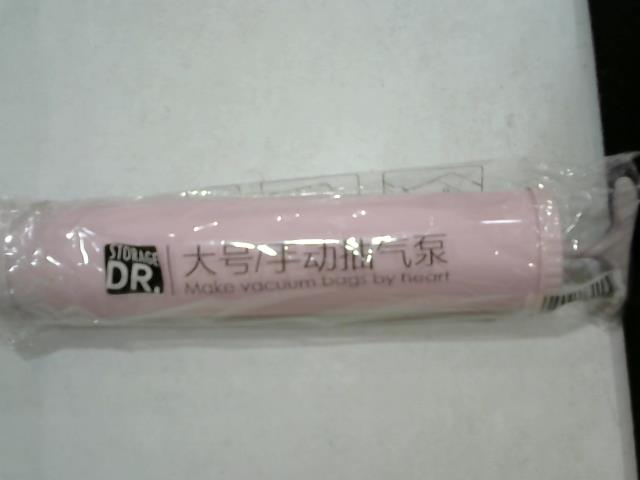 STORAGE
DR.
大号/手动抽气泵
Make vacuum bags by heart